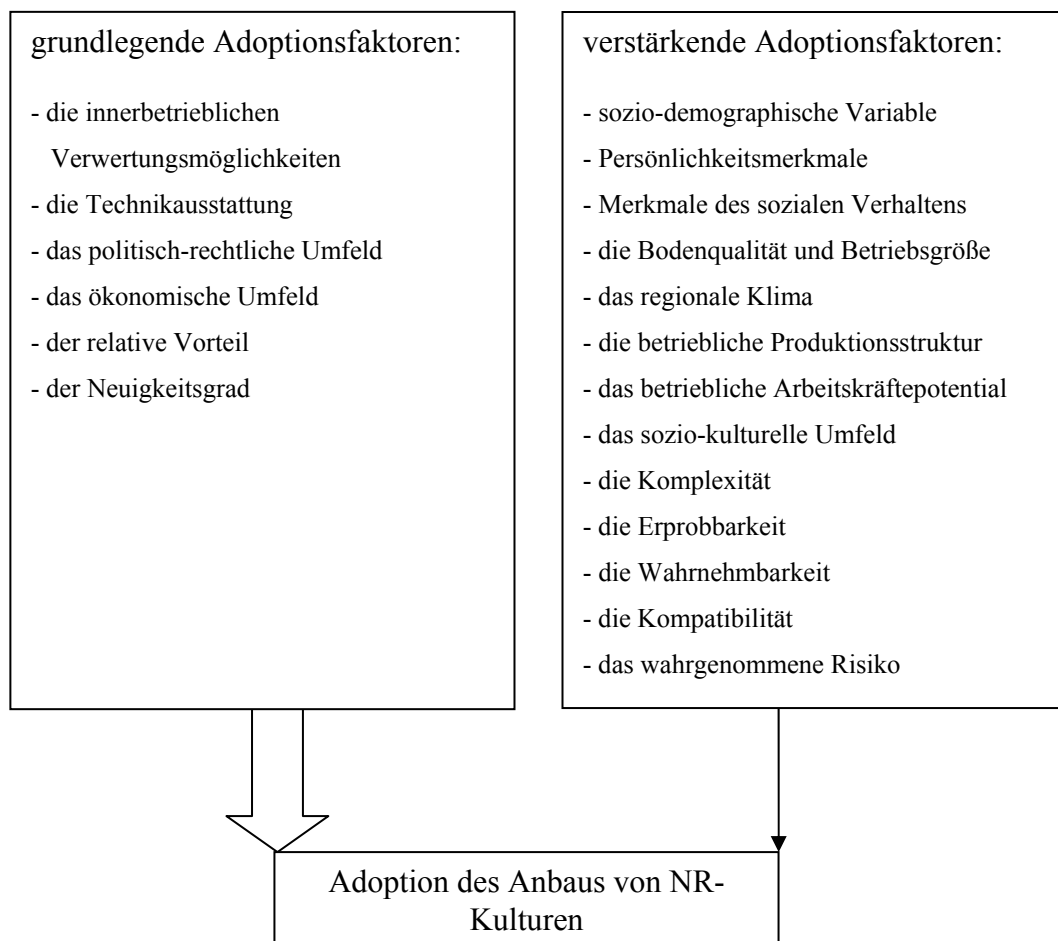 grundlegende Adoptionsfaktoren:
- die innerbetrieblichen
Verwertungsmöglichkeiten
- die Technikausstattung
- das politisch-rechtliche Umfeld
- das ökonomische Umfeld
- der relative Vorteil
- der Neuigkeitsgrad
verstärkende Adoptionsfaktoren:
- sozio-demographische Variable
- Persönlichkeitsmerkmale
- Merkmale des sozialen Verhaltens
- die Bodenqualität und Betriebsgröße
- das regionale Klima
- die betriebliche Produktionsstruktur
- das betriebliche Arbeitskräftepotential
- das sozio-kulturelle Umfeld
- die Komplexität
- die Erprobbarkeit
- die Wahrnehmbarkeit
- die Kompatibilität
- das wahrgenommene Risiko
Adoption des Anbaus von NR-
Kulturen